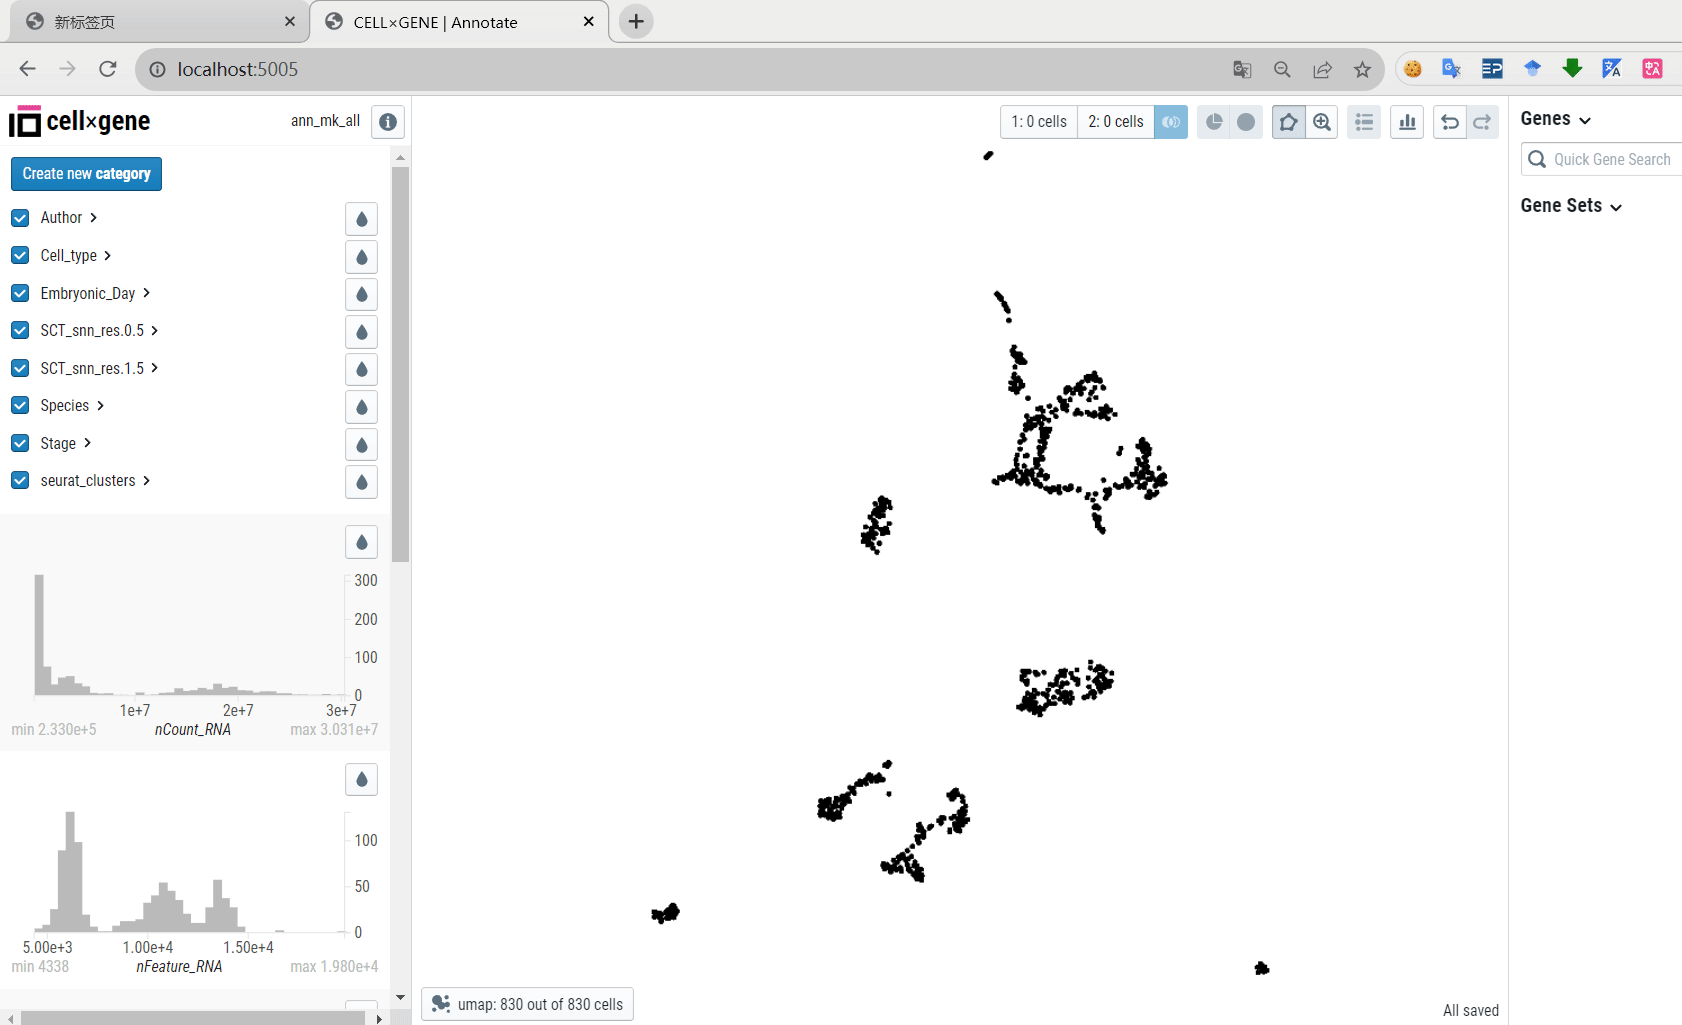 新标签页
CELL×GENE | Annotate
localhost:5005
cell×gene
ann_mk_all
1: 0 cells
2: 0 cells
Genes
Quick Gene Search
Gene Sets
Create new category
Author
Cell_type
Embryonic_Day
SCT_snn_res.0.5
SCT_snn_res.1.5
Species
Stage
seurat_clusters
300
200
100
0
1e+7 2e+7 3e+7
min 2.330e+5 nCount_RNA max 3.031e+7
100
50
0
5.00e+3 1.00e+4 1.50e+4
min 4338 nFeature_RNA max 1.980e+4
umap: 830 out of 830 cells
All saved